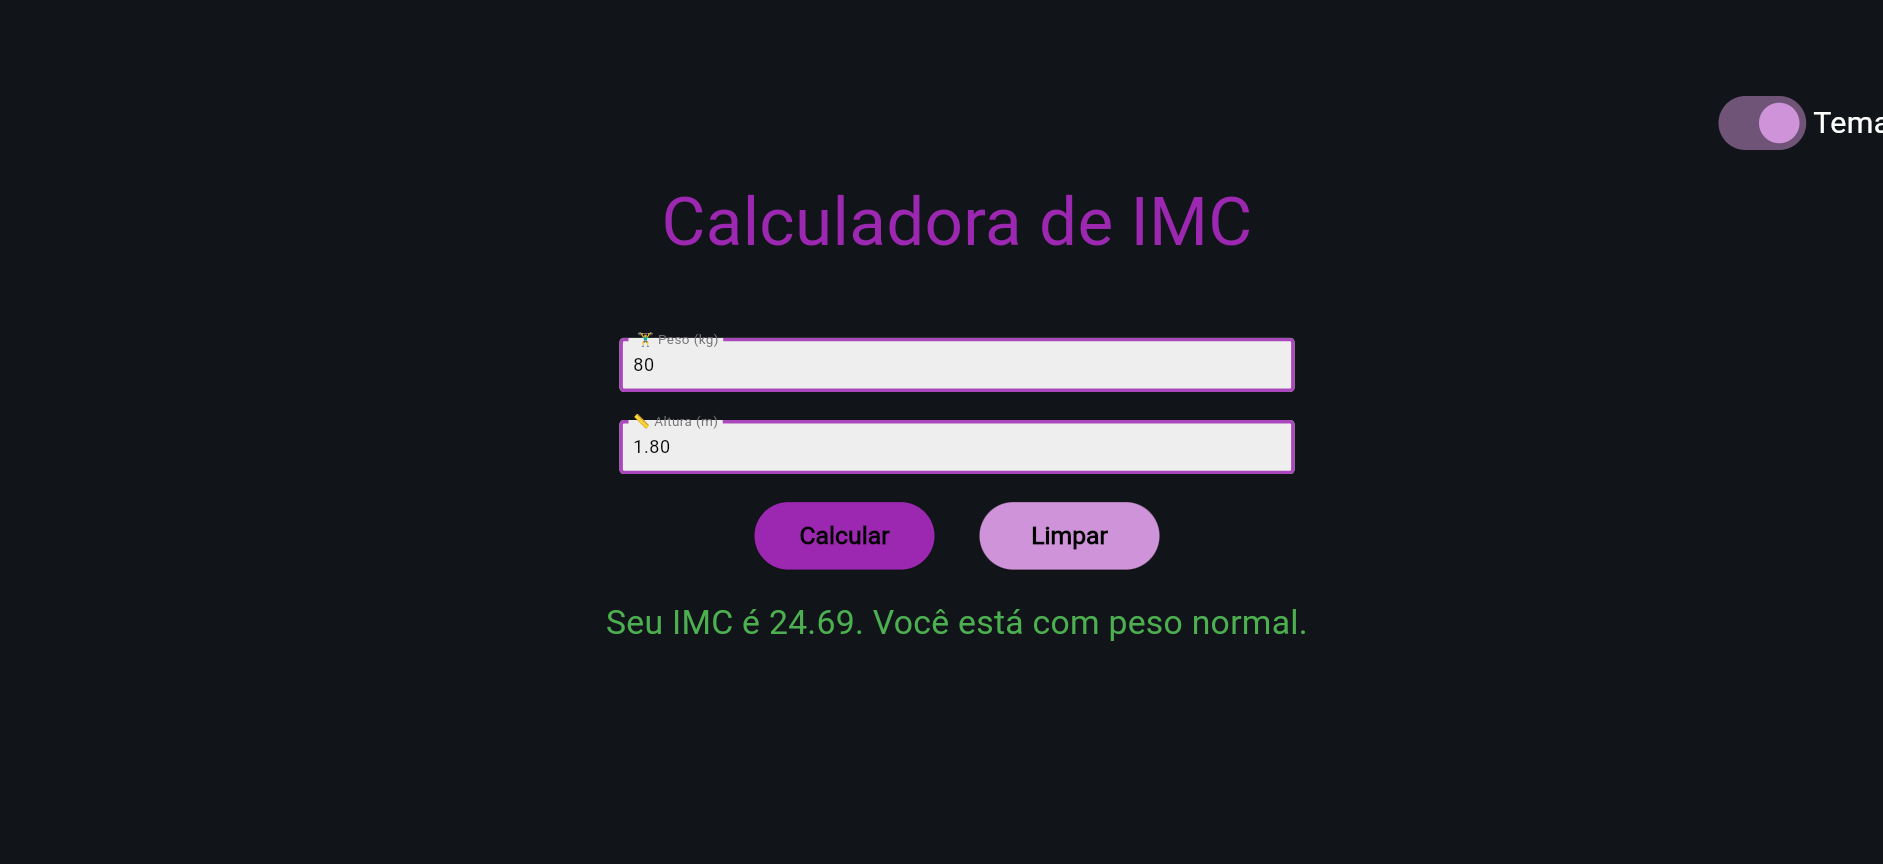 Tema
Calculadora de IMC
Peso (kg)
80
Altura (m)
1.80
Calcular Limpar
Seu IMC é 24.69. Você está com peso normal.